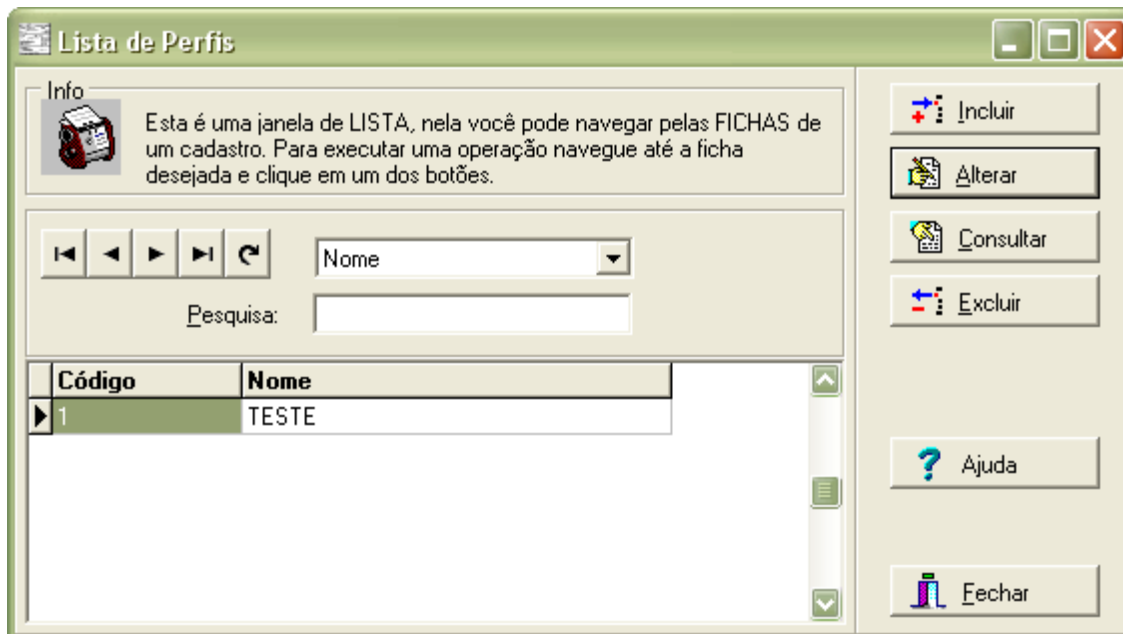 Lista de Perfis
Info
Esta é uma janela de LISTA, nela você pode navegar pelas FICHAS de
um cadastro. Para executar uma operação navegue até a ficha
desejada e clique em um dos botões.
Nome
Pesquisa:
Código Nome
1 TESTE
Incluir
Alterar
Consultar
Excluir
Ajuda
Fechar